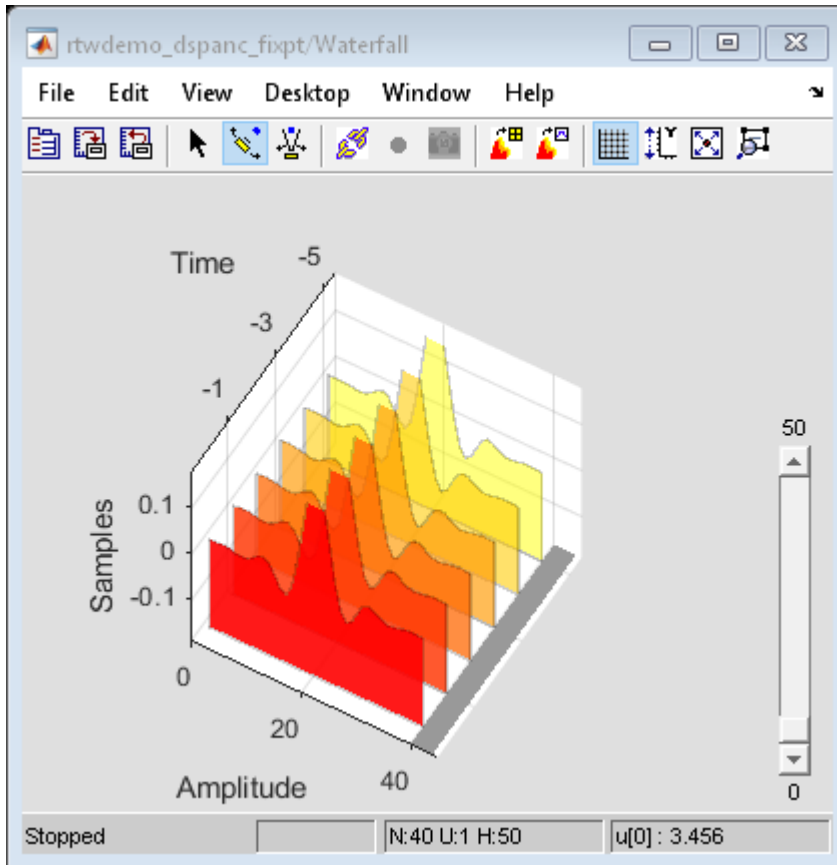 rtwdemo_dspanc_fixpt/Waterfall
File Edit View Desktop Window Help
Time
-5
-3
-1
0.1
0
-0.1
Samples
0
20
40
Amplitude
50
0
Stopped N:40 U:1 H:50 u[0] : 3.456